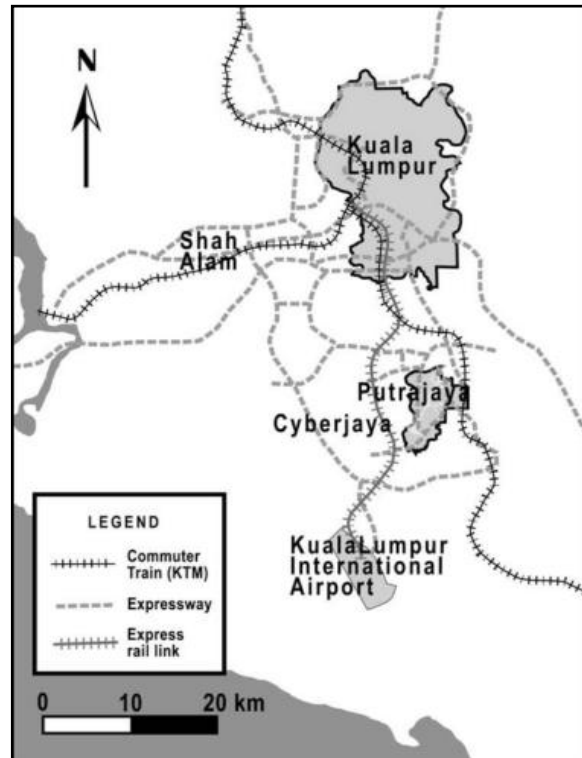 N
Kuala
Lumpur
Shah
Alam
Putrajaya
Cyberjaya
KualaLumpur
International
Airport
LEGEND
Commuter
Train (KTM)
Expressway
Express
rail link
0 10 20 km